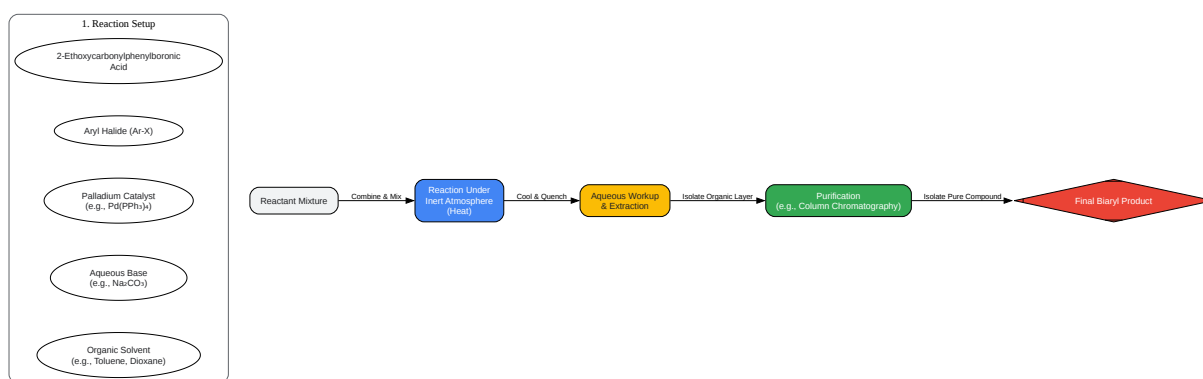 1. Reaction Setup
2-Ethoxycarbonylphenylboronic
Acid
Aryl Halide (Ar-X)
Palladium Catalyst
(e.g., Pd(PPh₃)₄)
Aqueous Base
(e.g., Na₂CO₃)
Organic Solvent
(e.g., Toluene, Dioxane)
Reactant Mixture
Combine & Mix
Reaction Under
Inert Atmosphere
(Heat)
Cool & Quench
Aqueous Workup
& Extraction
Isolate Organic Layer
Purification
(e.g., Column Chromatography)
Isolate Pure Compound
Final Biaryl Product